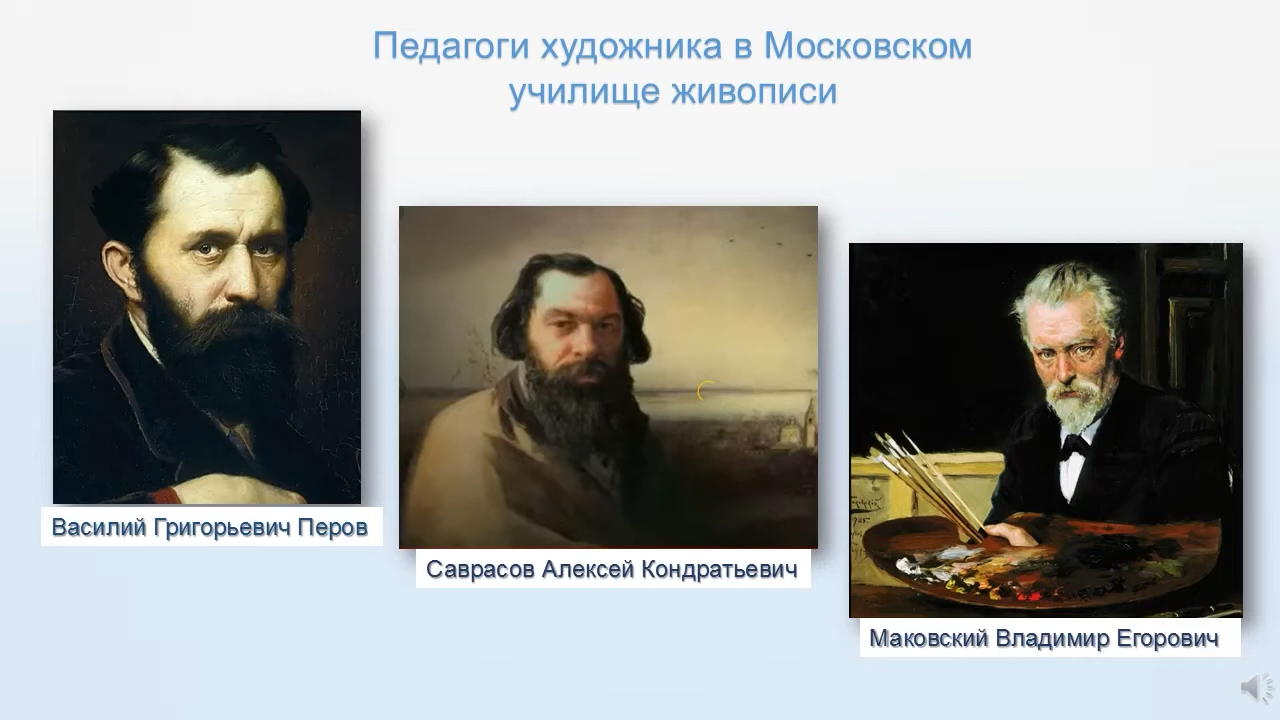 Педагоги художника в Московском
училище живописи
Василий Григорьевич Перов
Саврасов Алексей Кондратьевич
Маковский Владимир Егорович